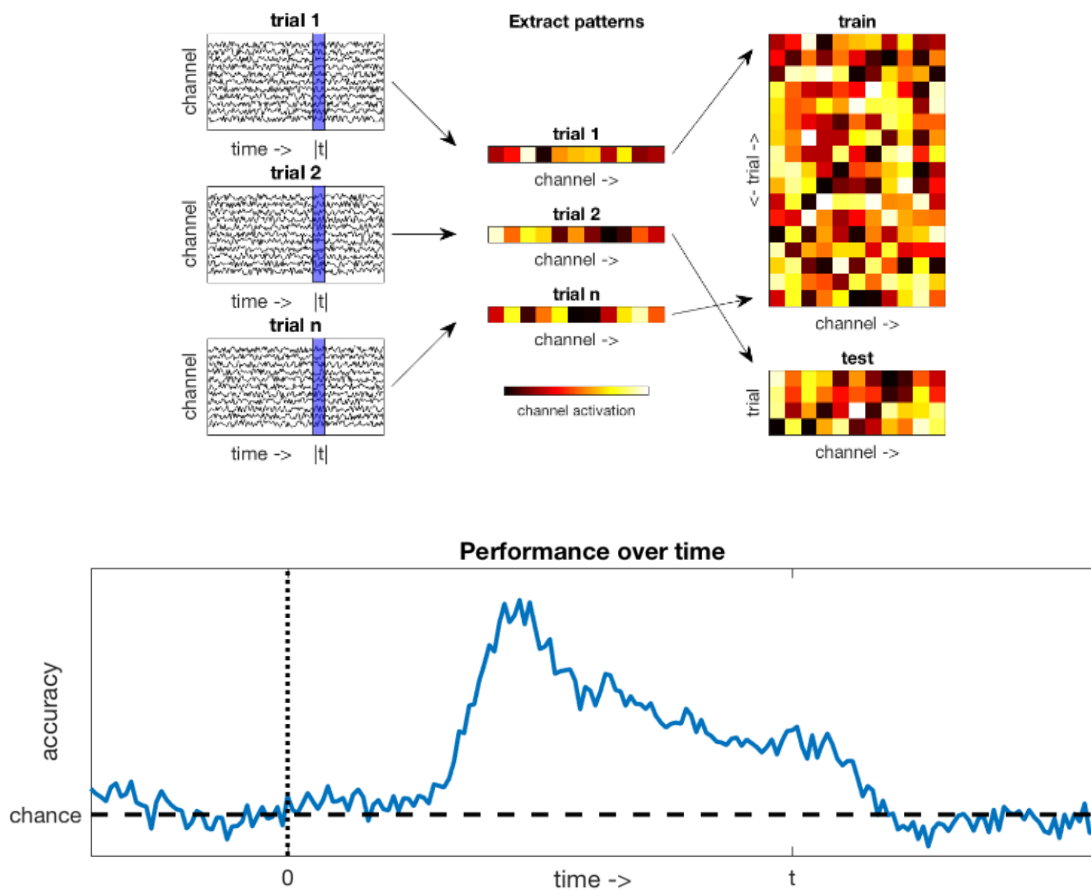 trial 1
channel
time -> |t|
trial 2
channel
time -> |t|
trial n
channel
time -> |t|
Extract patterns
trial 1
channel ->
trial 2
channel ->
trial n
channel ->
channel activation
train
<- trial ->
channel ->
test
trial
channel ->
Performance over time
accuracy
chance
0 time -> t